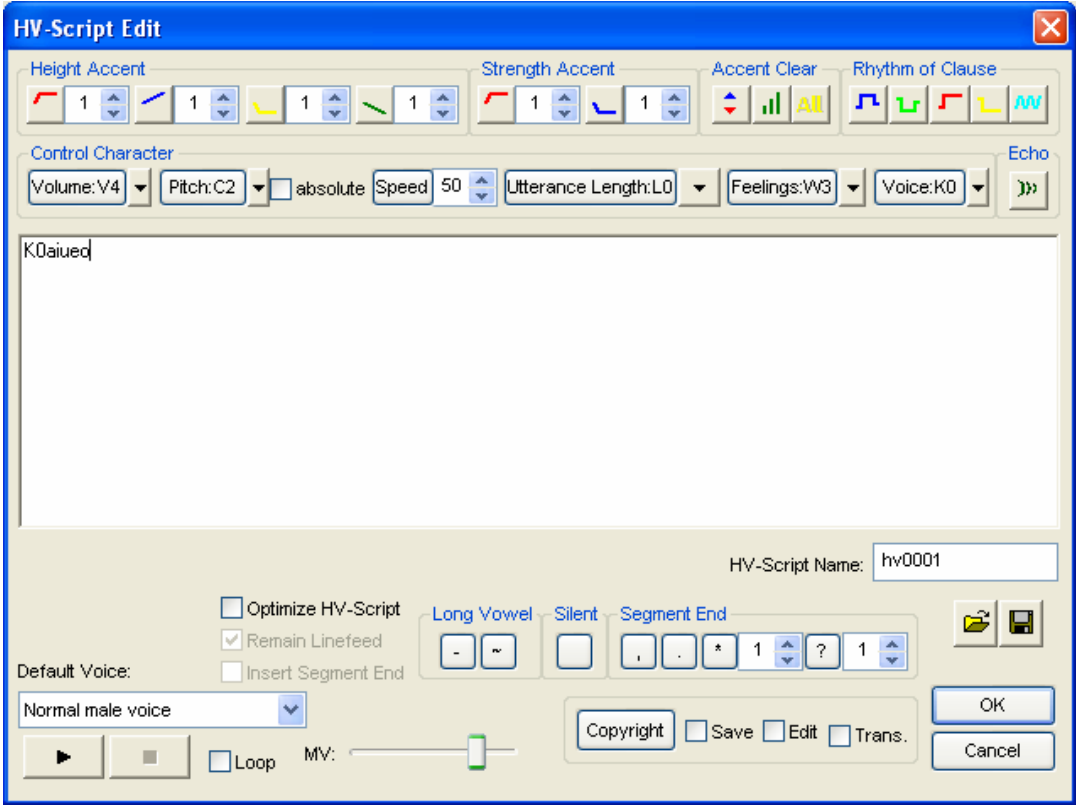 HV-Script Edit
Height Accent Strength Accent Accent Clear Rhythm of Clause
1 1 1 1 1 1 All
Control Character Echo
Volume:V4 Pitch:C2 absolute Speed 50 Utterance Length:L0 Feelings:W3 Voice:K0
K0aiueo
HV-Script Name: hv0001
Optimize HV-Script Long Vowel Silent Segment End
Remain Linefeed - ~ , . * 1 ? 1
Default Voice: Insert Segment End
Normal male voice OK
Copyright Save Edit Trans.
Loop MV: Cancel